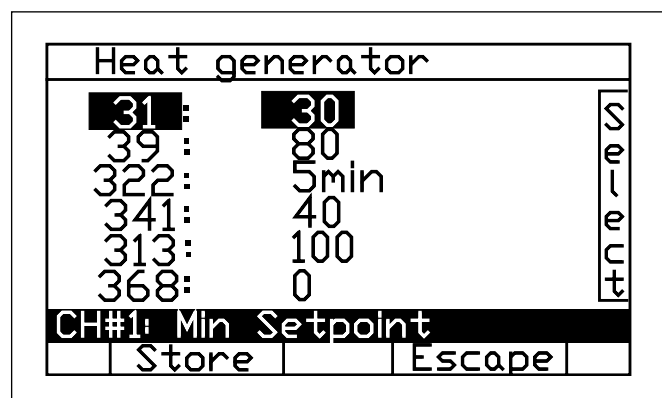 Heat generator
31 : 30
39 : 80
322: 5min
341: 40
313: 100
368: 0
Select
CH#1: Min Setpoint
Store Escape